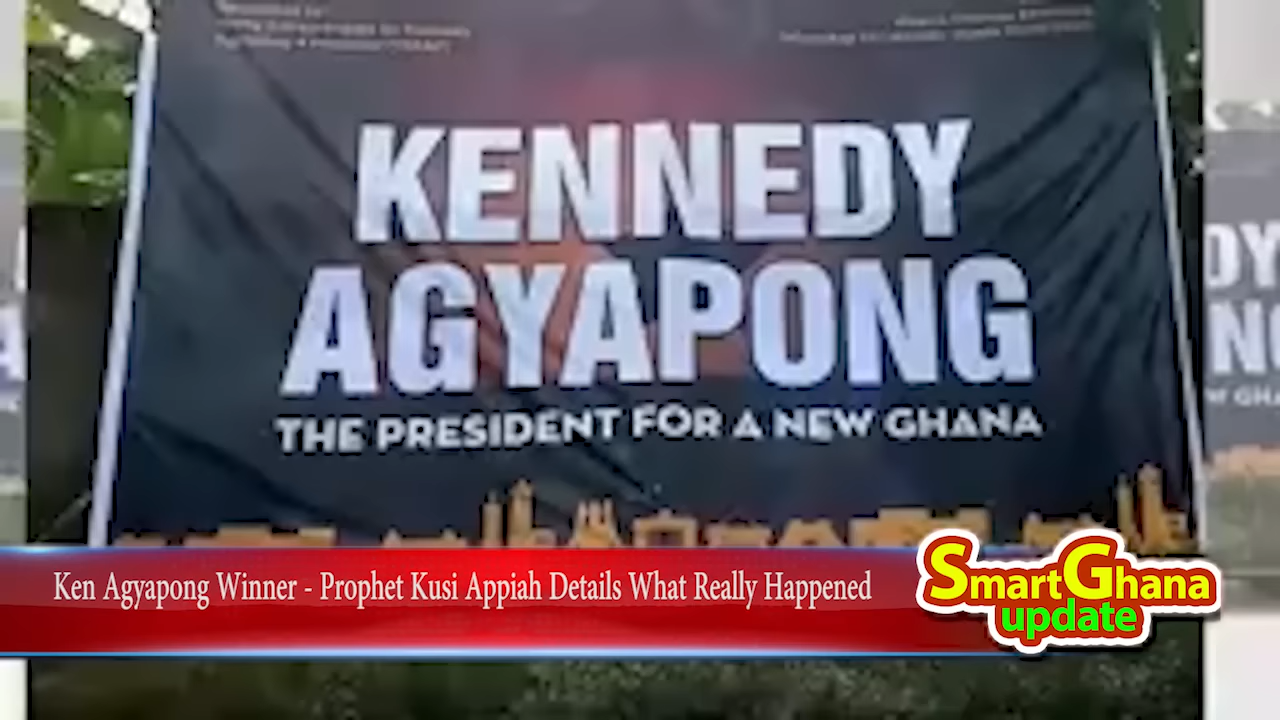 KENNEDY
AGYAPONG
THE PRESIDENT FOR A NEW GHANA
Ken Agyapong Winner - Prophet Kusi Appiah Details What Really Happened
SmartGhana
update